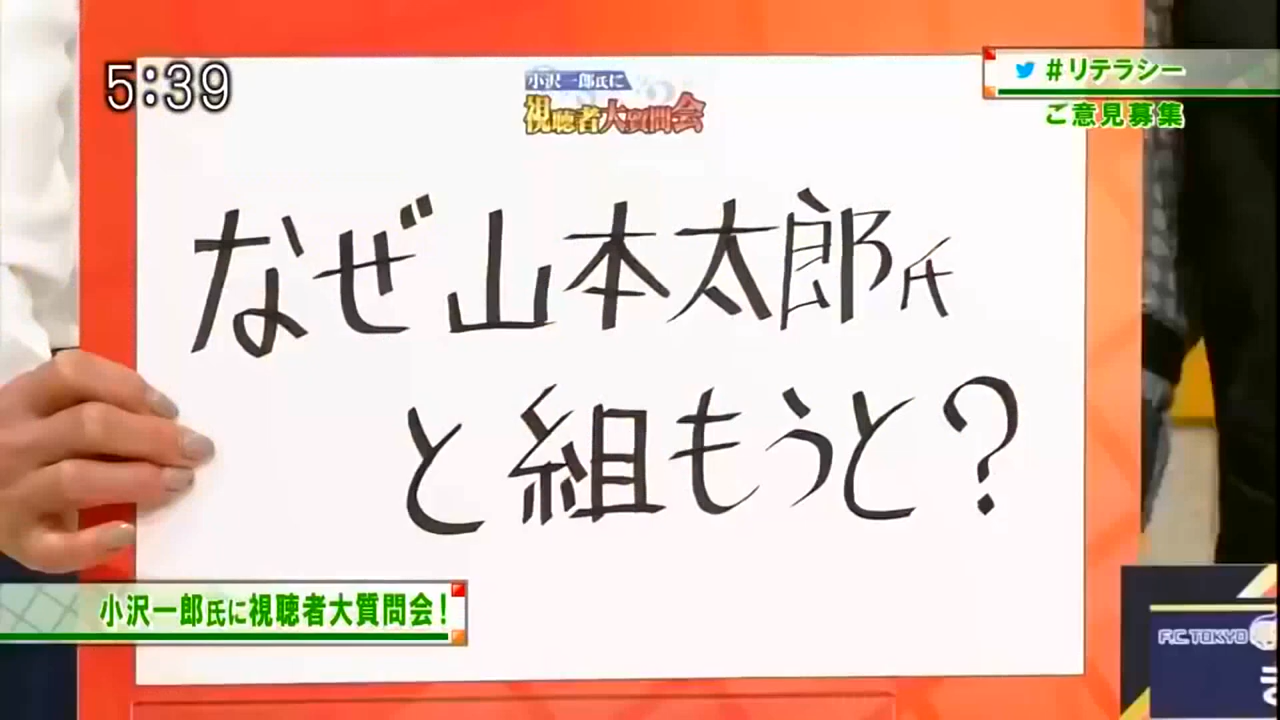 5:39
小沢一郎氏に
視聴者大質問会
#リテラシー
ご意見募集
なぜ山本太郎氏
と組もうと?
小沢一郎氏に視聴者大質問会!
F.C.TOKYO